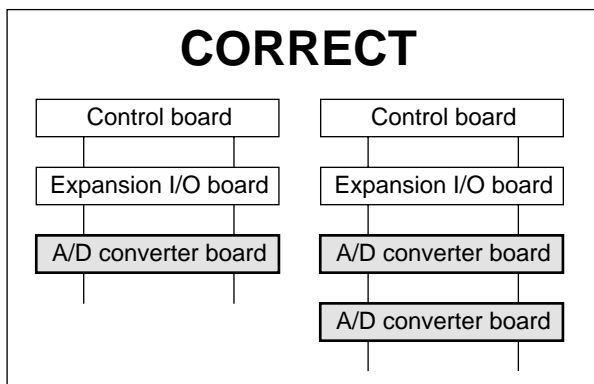 CORRECT
Control board
Expansion I/O board
A/D converter board
Control board
Expansion I/O board
A/D converter board
A/D converter board